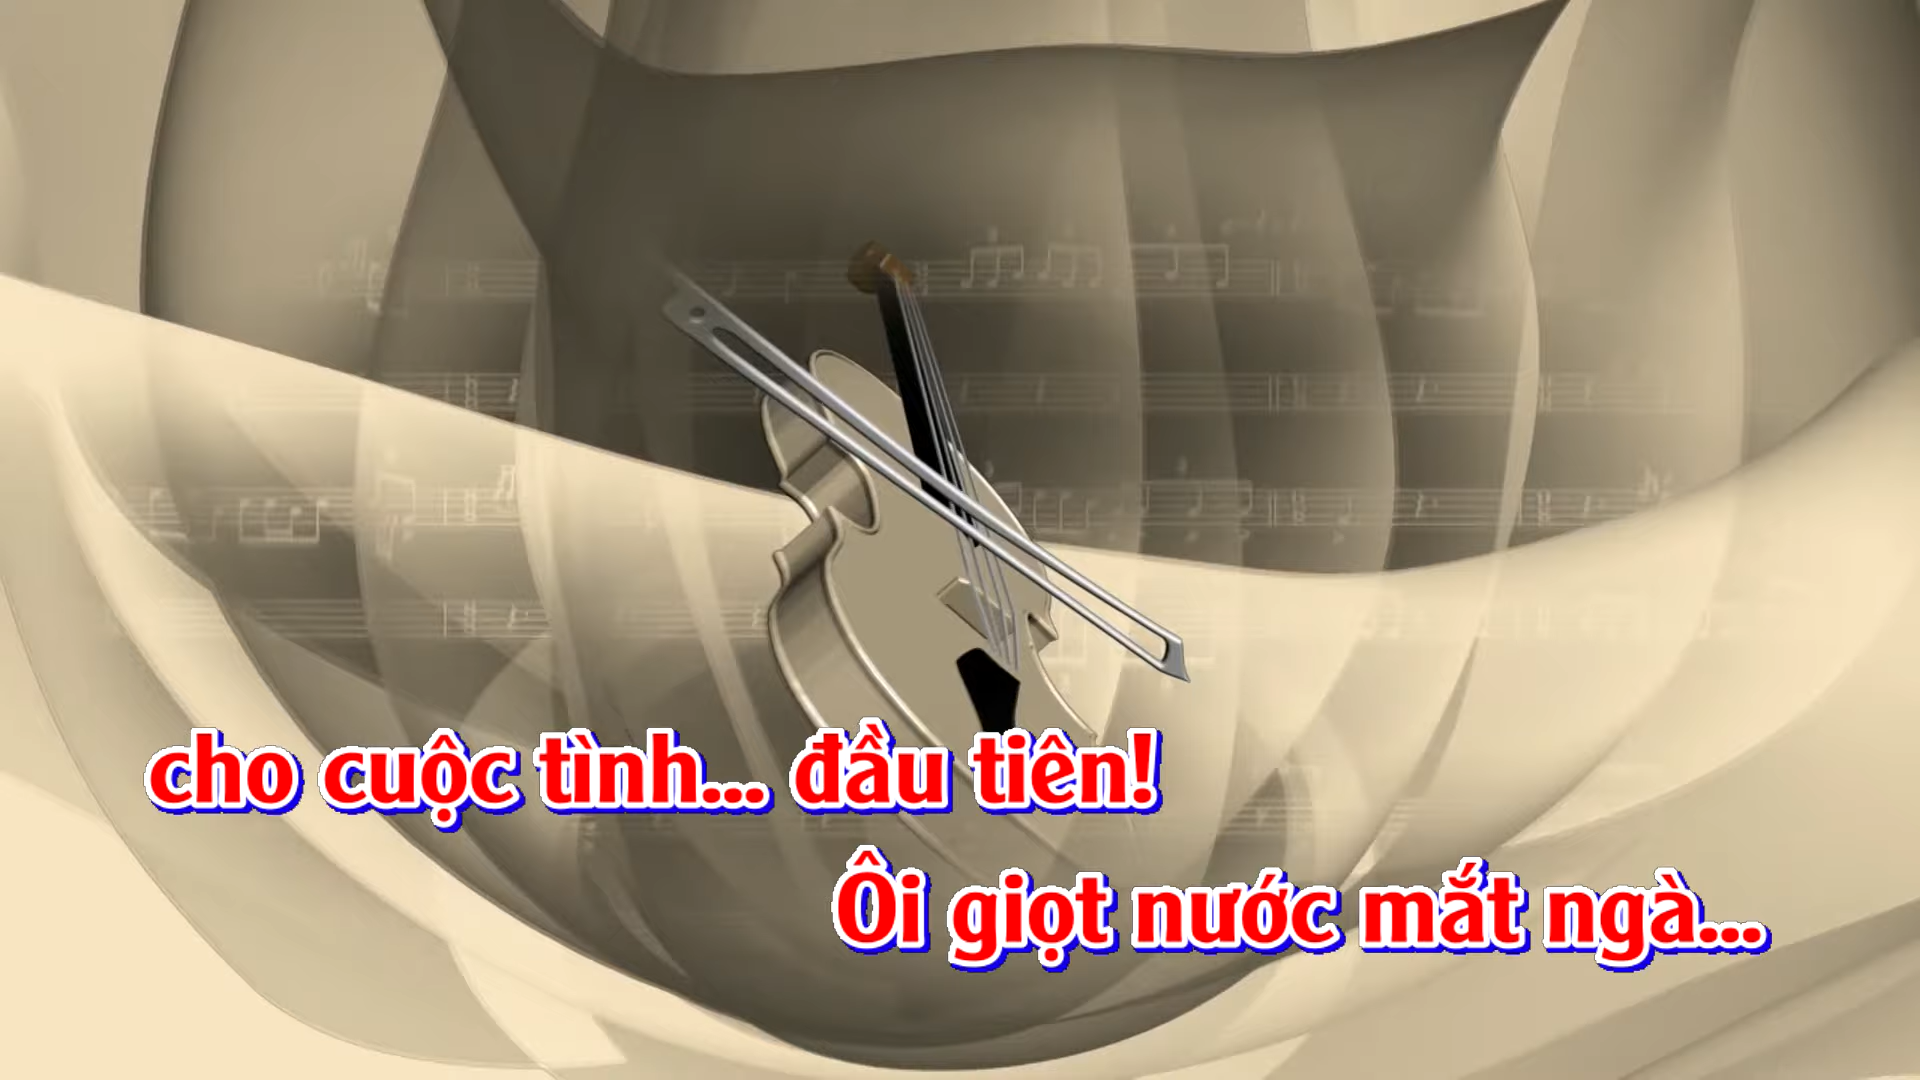 cho cuộc tình... đầu tiên!
Ôi giọt nước mắt ngà...